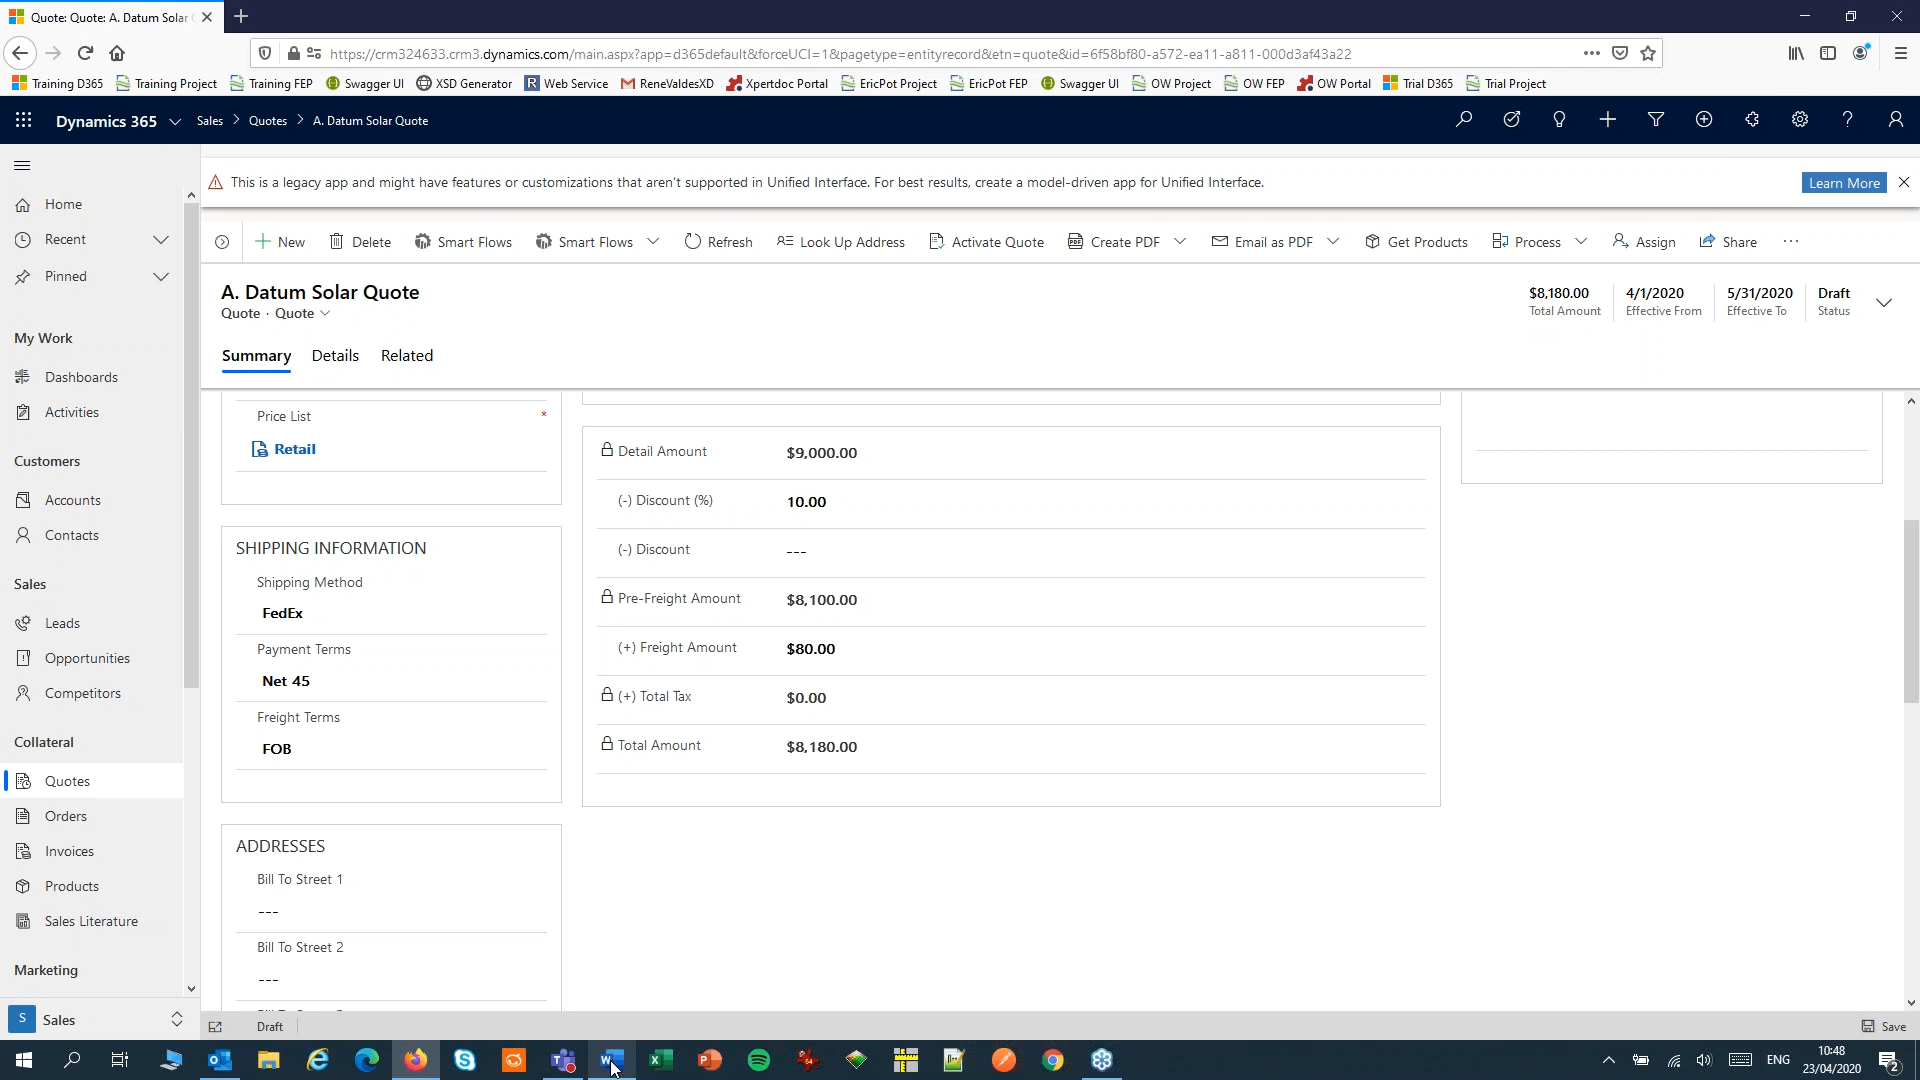 Quote: Quote: A. Datum Solar
https://crm324633.crm3.dynamics.com/main.aspx?app=d365default&forceUCI=1&pagetype=entityrecord&etn=quote&id=6f58bf80-a572-ea11-a811-000d3af43a22
Training D365 Training Project Training FEP Swagger UI XSD Generator Web Service ReneValdesXD Xpertdoc Portal EricPot Project EricPot FEP Swagger UI OW Project OW FEP OW Portal Trial D365 Trial Project
Dynamics 365 Sales > Quotes > A. Datum Solar Quote
This is a legacy app and might have features or customizations that aren't supported in Unified Interface. For best results, create a model-driven app for Unified Interface. Learn More
New Delete Smart Flows Smart Flows Refresh Look Up Address Activate Quote Create PDF Email as PDF Get Products Process Assign Share
Home
Recent
Pinned
My Work
Dashboards
Activities
Customers
Accounts
Contacts
Sales
Leads
Opportunities
Competitors
Collateral
Quotes
Orders
Invoices
Products
Sales Literature
Marketing
S Sales
A. Datum Solar Quote
Quote · Quote
$8,180.00 4/1/2020 5/31/2020 Draft
Total Amount Effective From Effective To Status
Summary Details Related
Price List *
Retail
SHIPPING INFORMATION
Shipping Method
FedEx
Payment Terms
Net 45
Freight Terms
FOB
ADDRESSES
Bill To Street 1
---
Bill To Street 2
---
Detail Amount $9,000.00
(-) Discount (%) 10.00
(-) Discount ---
Pre-Freight Amount $8,100.00
(+) Freight Amount $80.00
(+) Total Tax $0.00
Total Amount $8,180.00
Draft
Save
ENG
10:48
23/04/2020
2